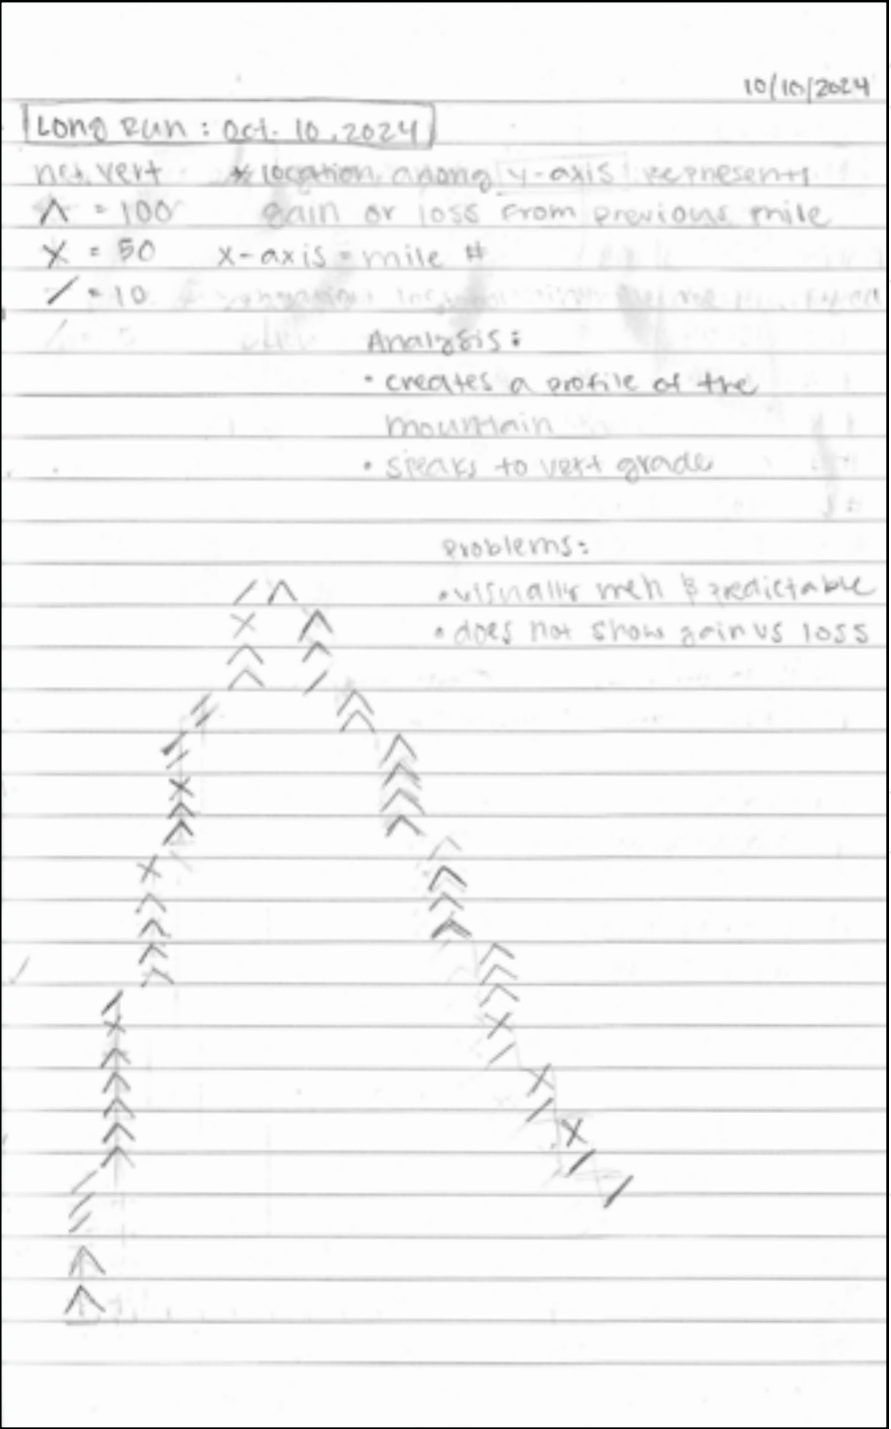 10/10/2024
Long Run : Oct. 10, 2024
net vert * location among y-axis represents
∧ = 100 gain or loss from previous mile
X = 50 x-axis = mile #
/ = 10
/ = 5
Analysis:
• creates a profile of the
mountain
• speaks to vert grade
Problems:
• visually meh & predictable
• does not show gain vs loss